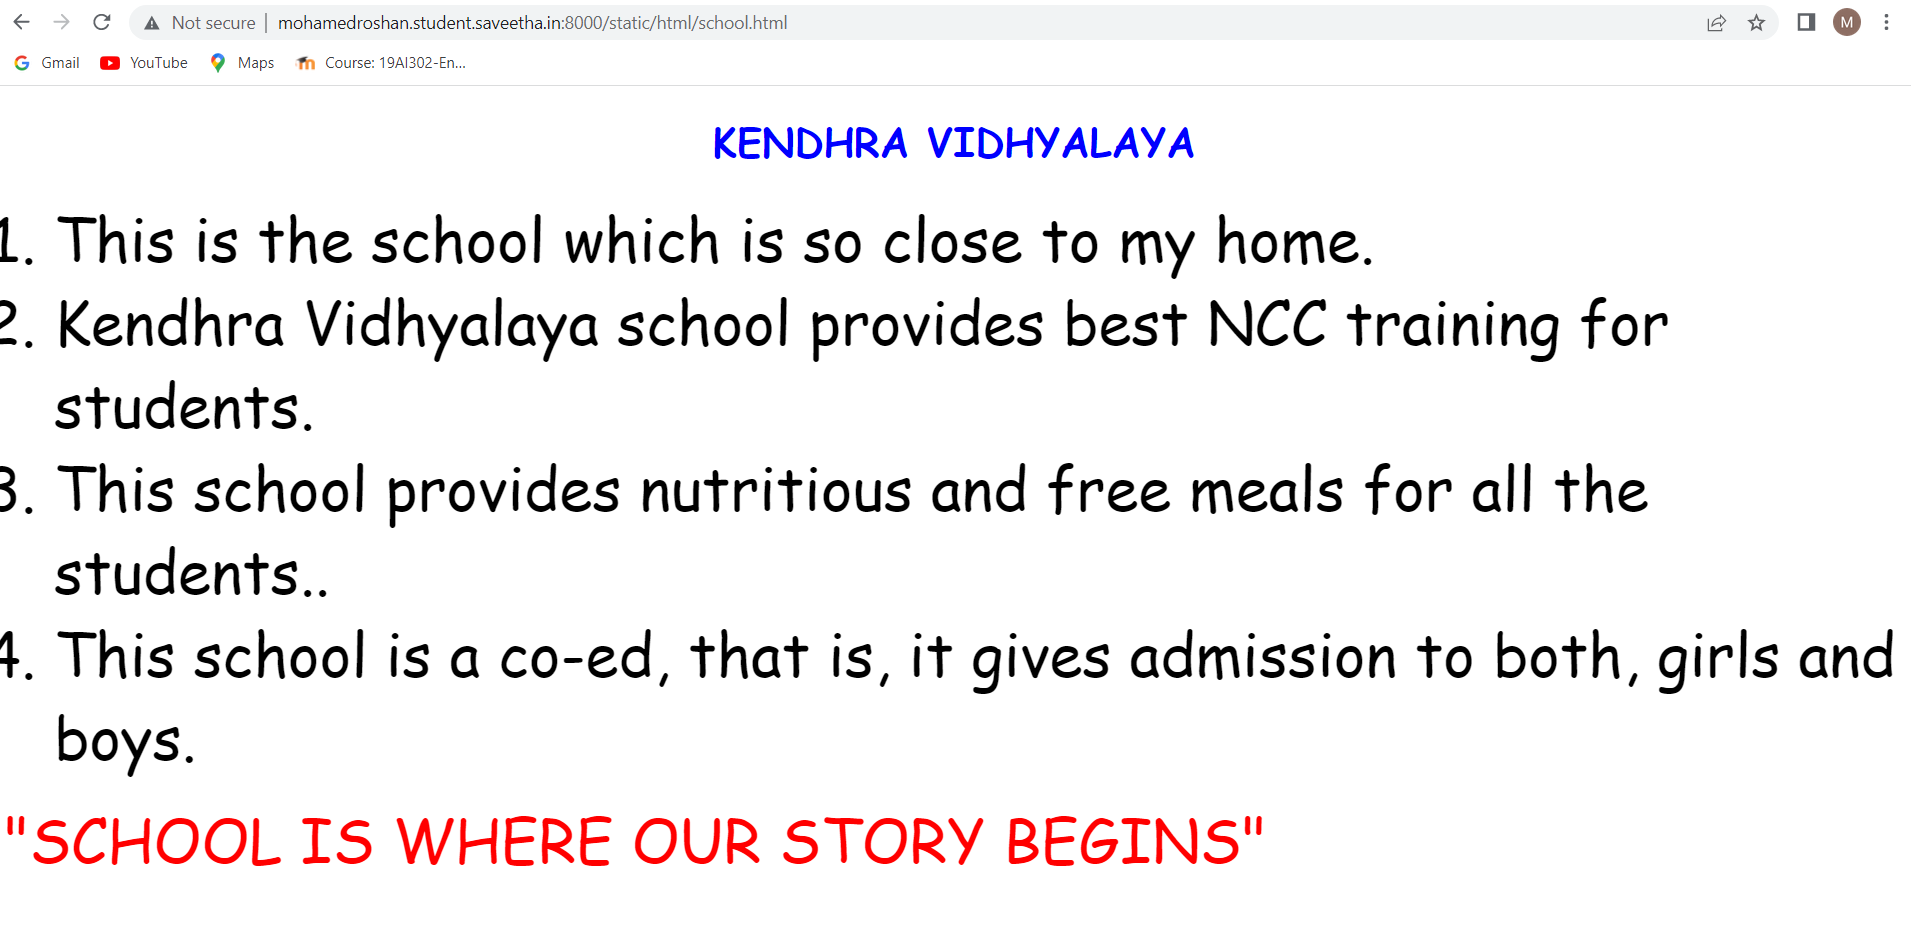 Not secure | mohamedroshan.student.saveetha.in:8000/static/html/school.html M
Gmail YouTube Maps Course: 19AI302-En...
KENDHRA VIDHYALAYA
1. This is the school which is so close to my home.
2. Kendhra Vidhyalaya school provides best NCC training for
students.
3. This school provides nutritious and free meals for all the
students..
4. This school is a co-ed, that is, it gives admission to both, girls and
boys.
"SCHOOL IS WHERE OUR STORY BEGINS"